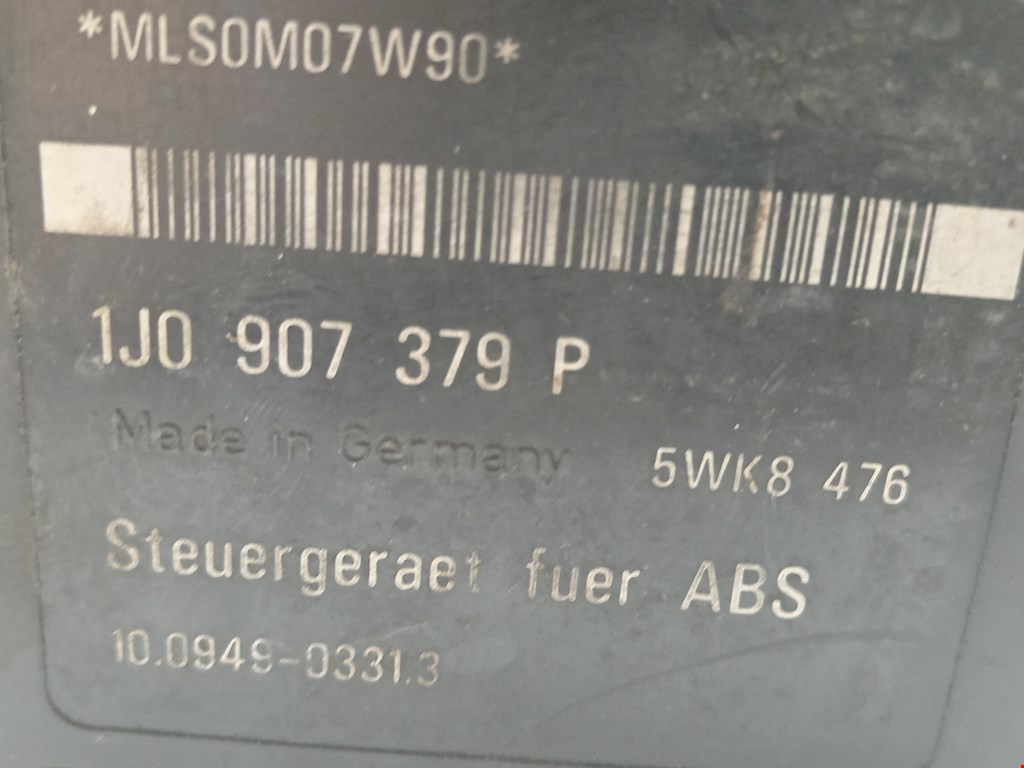 *MLS0M07W90*
1J0 907 379 P
Made in Germany 5WK8 476
Steuergeraet fuer ABS
10.0949-0331.3